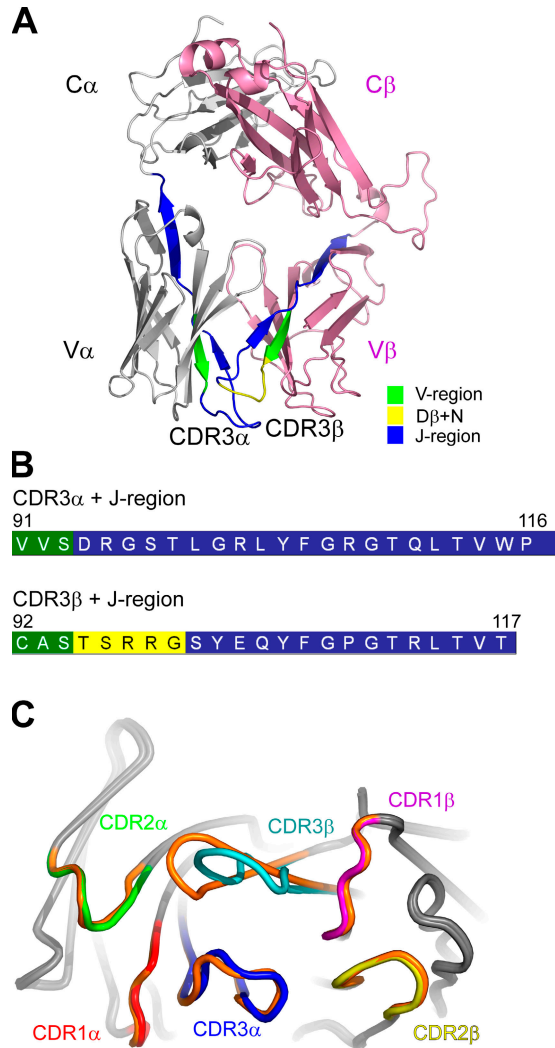 A
Cα
Cβ
Vα
Vβ
CDR3α
CDR3β
V-region
Dβ+N
J-region
B
CDR3α + J-region
91
116
V V S D R G S T L G R L Y F G R G T Q L T V W P
CDR3β + J-region
92
117
C A S T S R R G S Y E Q Y F G P G T R L T V T
C
CDR1β
CDR2α
CDR3β
CDR1α
CDR3α
CDR2β